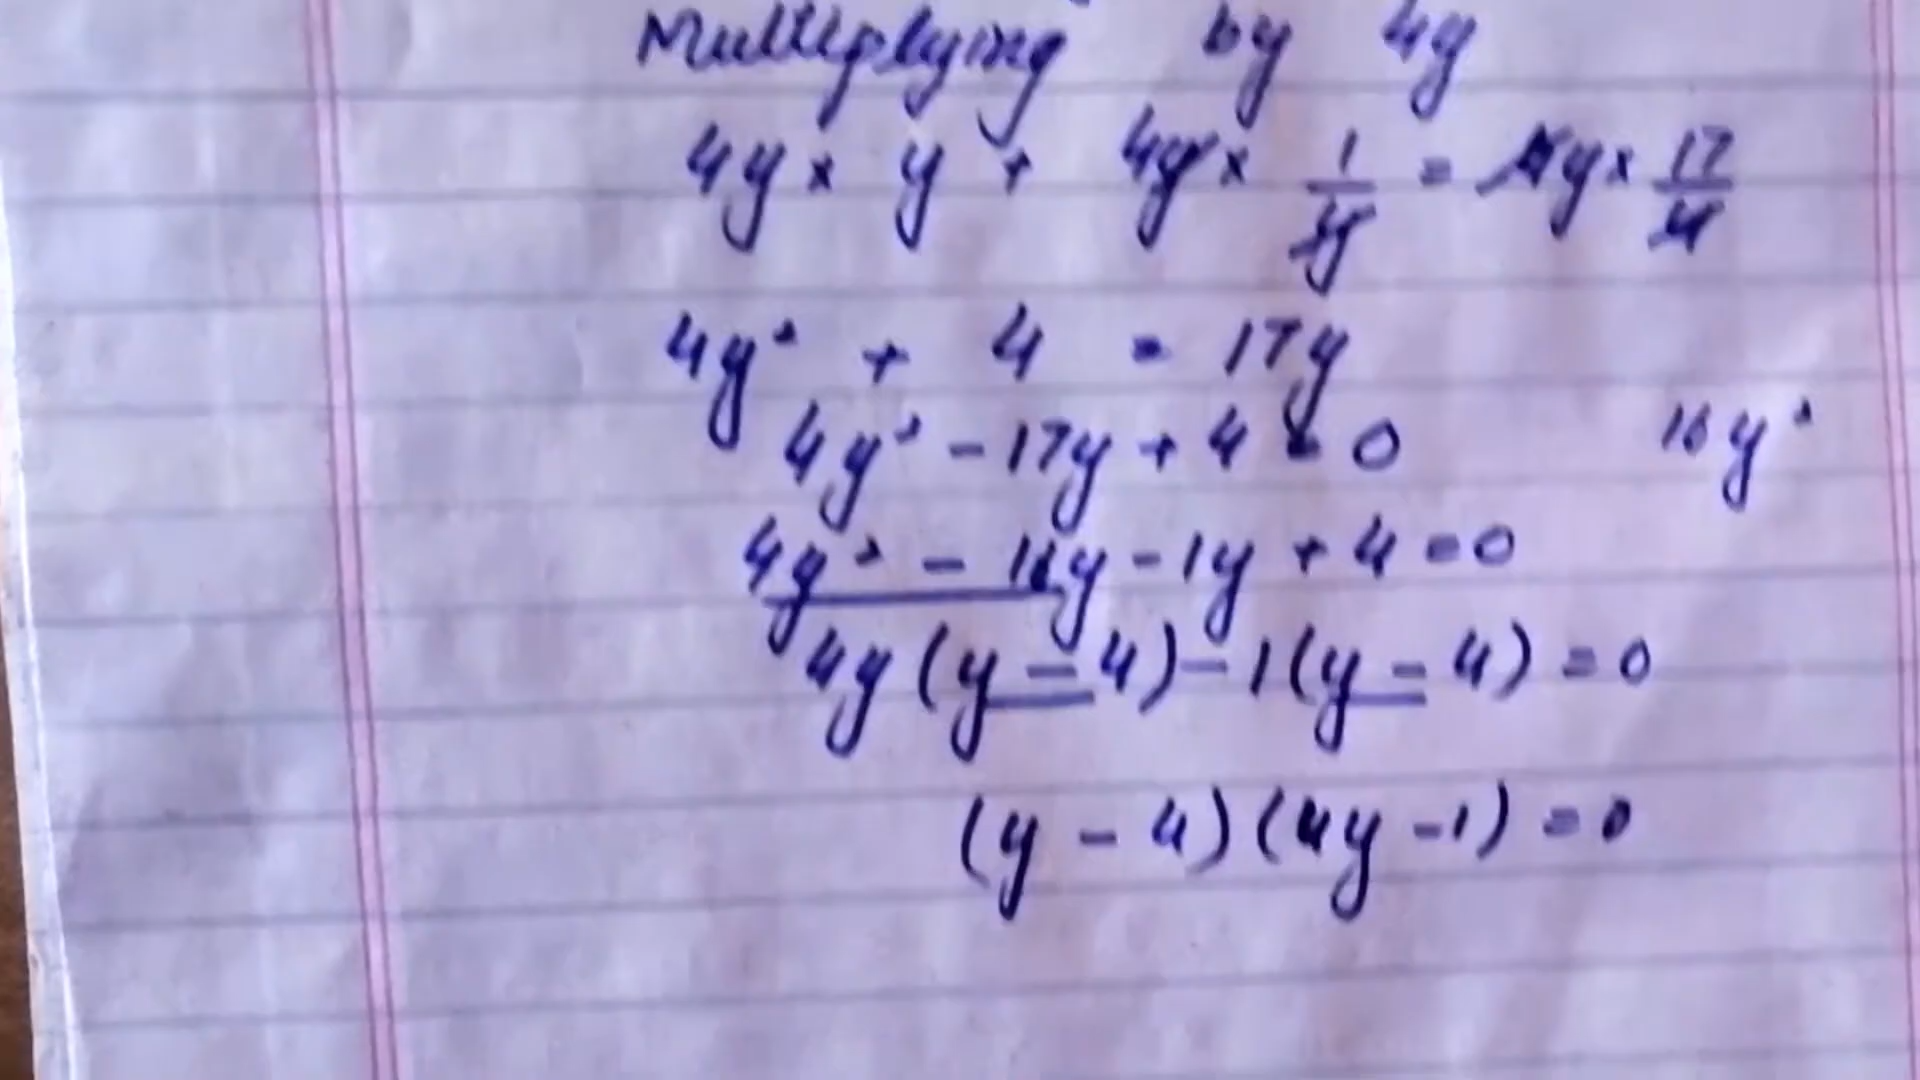 Multiplying by 4y
4y × y + 4y × 1/y = 4y × 17/4
4y² + 4 = 17y
4y² - 17y + 4 = 0
16y²
4y² - 16y - 1y + 4 = 0
4y (y - 4) - 1 (y - 4) = 0
(y - 4) (4y - 1) = 0